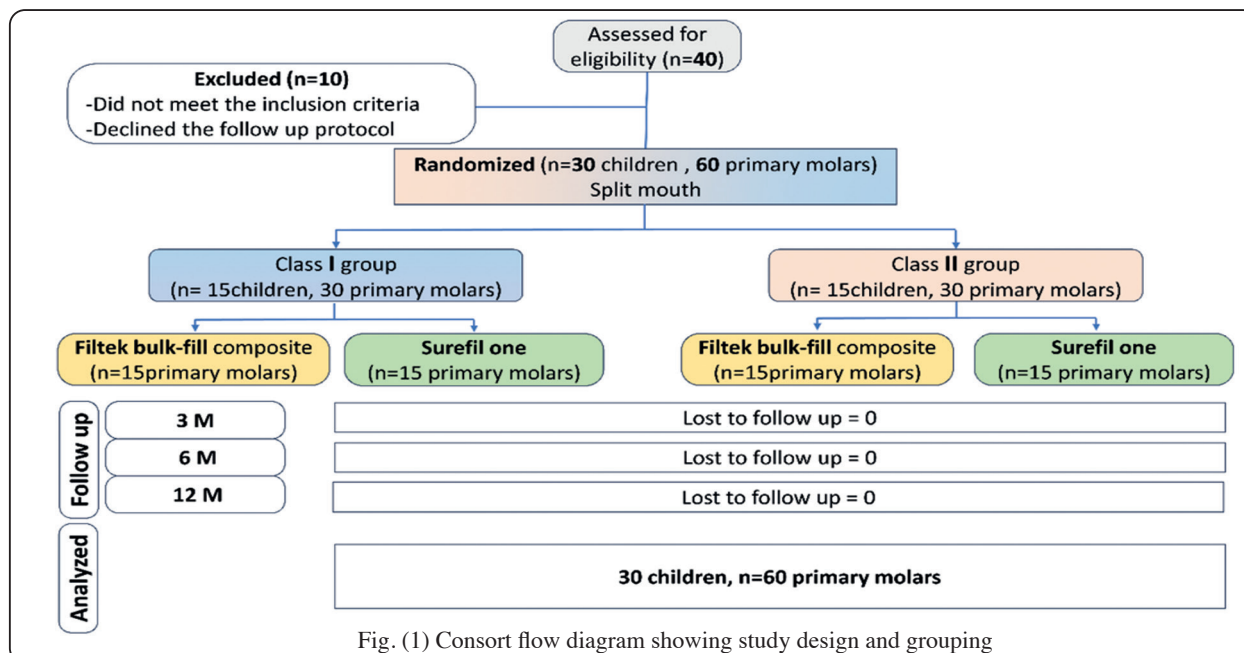 Assessed for
eligibility (n=40)
Excluded (n=10)
-Did not meet the inclusion criteria
-Declined the follow up protocol
Randomized (n=30 children , 60 primary molars)
Split mouth
Class I group
(n= 15children, 30 primary molars)
Class II group
(n= 15children, 30 primary molars)
Filtek bulk-fill composite
(n=15primary molars)
Surefil one
(n=15 primary molars)
Filtek bulk-fill composite
(n=15primary molars)
Surefil one
(n=15 primary molars)
Follow up
3 M
Lost to follow up = 0
6 M
Lost to follow up = 0
12 M
Lost to follow up = 0
Analyzed
30 children, n=60 primary molars
Fig. (1) Consort flow diagram showing study design and grouping